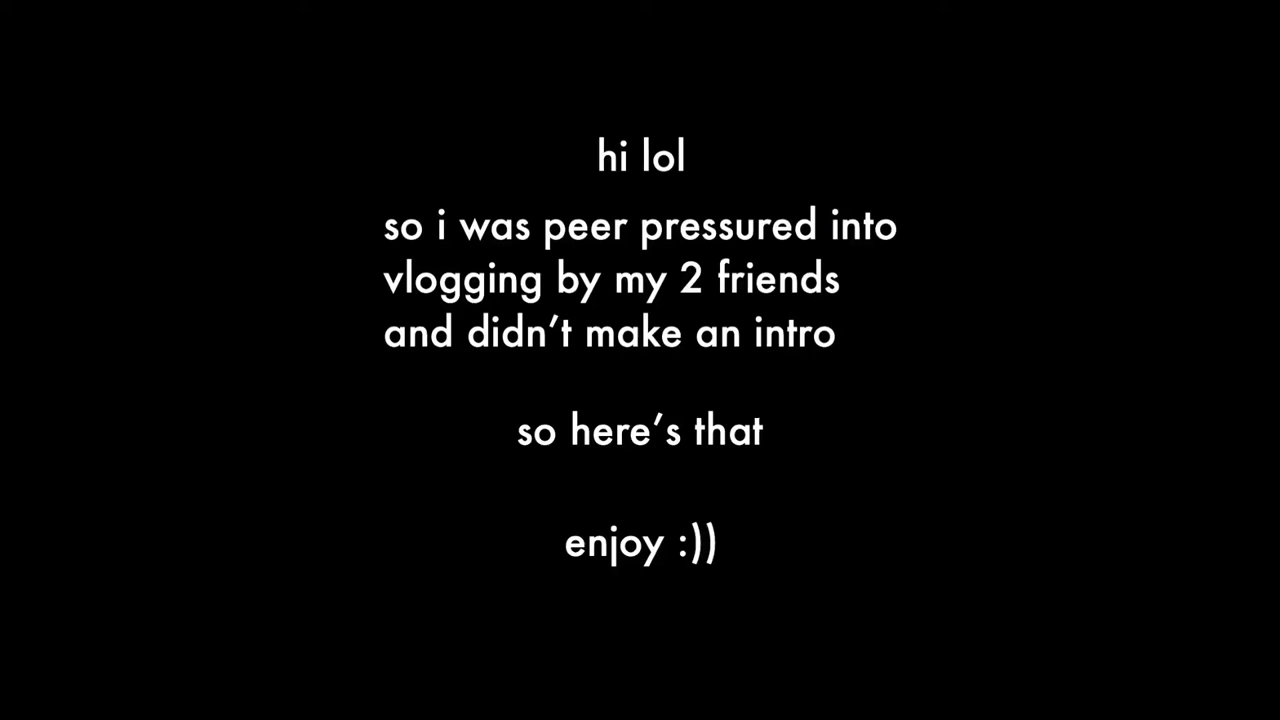 hi lol
so i was peer pressured into
vlogging by my 2 friends
and didn’t make an intro
so here’s that
enjoy :))